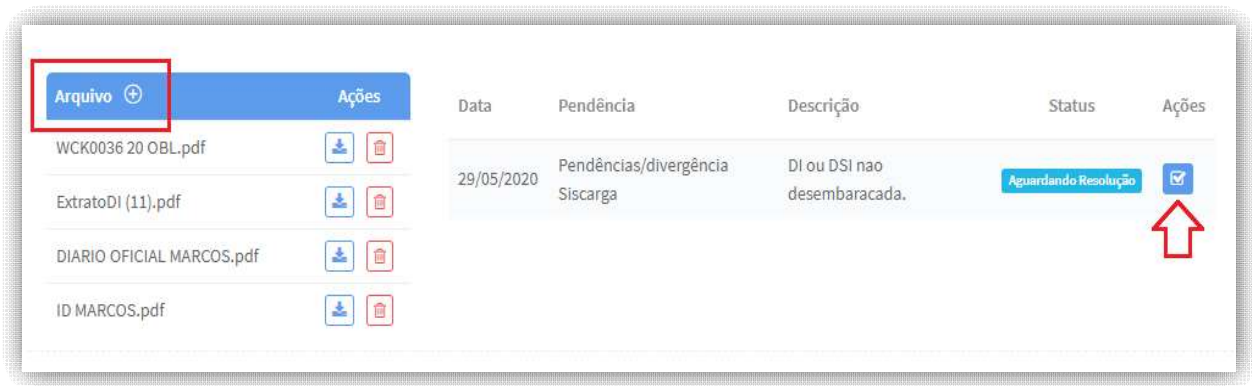 Arquivo Ações
WCK0036 20 OBL.pdf
ExtratoDI (11).pdf
DIARIO OFICIAL MARCOS.pdf
ID MARCOS.pdf
Data Pendência Descrição Status Ações
29/05/2020 Pendências/divergência Siscarga DI ou DSI nao desembaracada. Aguardando Resolução